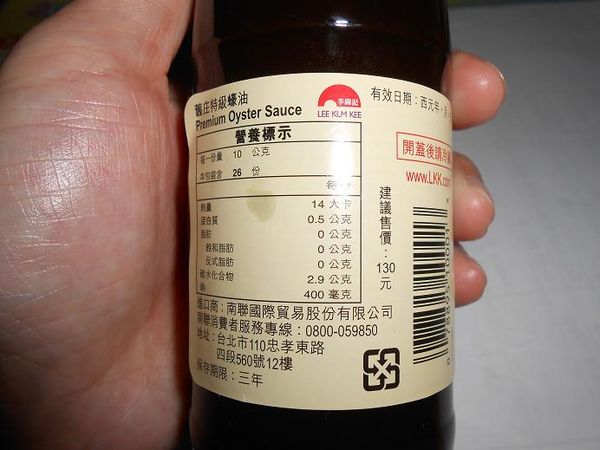 舊庄特級蠔油
Premium Oyster Sauce
李錦記
LEE KUM KEE
營養標示
每一份量 10 公克
本包裝含 26 份
每一
熱量 14 大卡
蛋白質 0.5 公克
脂肪 0 公克
飽和脂肪 0 公克
反式脂肪 0 公克
碳水化合物 2.9 公克
鈉 400 毫克
進口商:南聯國際貿易股份有限公司
南聯消費者服務專線:0800-059850
地址:台北市110忠孝東路
四段560號12樓
保存期限:三年
建議售價:130元
有效日期:西元年
開蓋後請冷
www.LKK.com